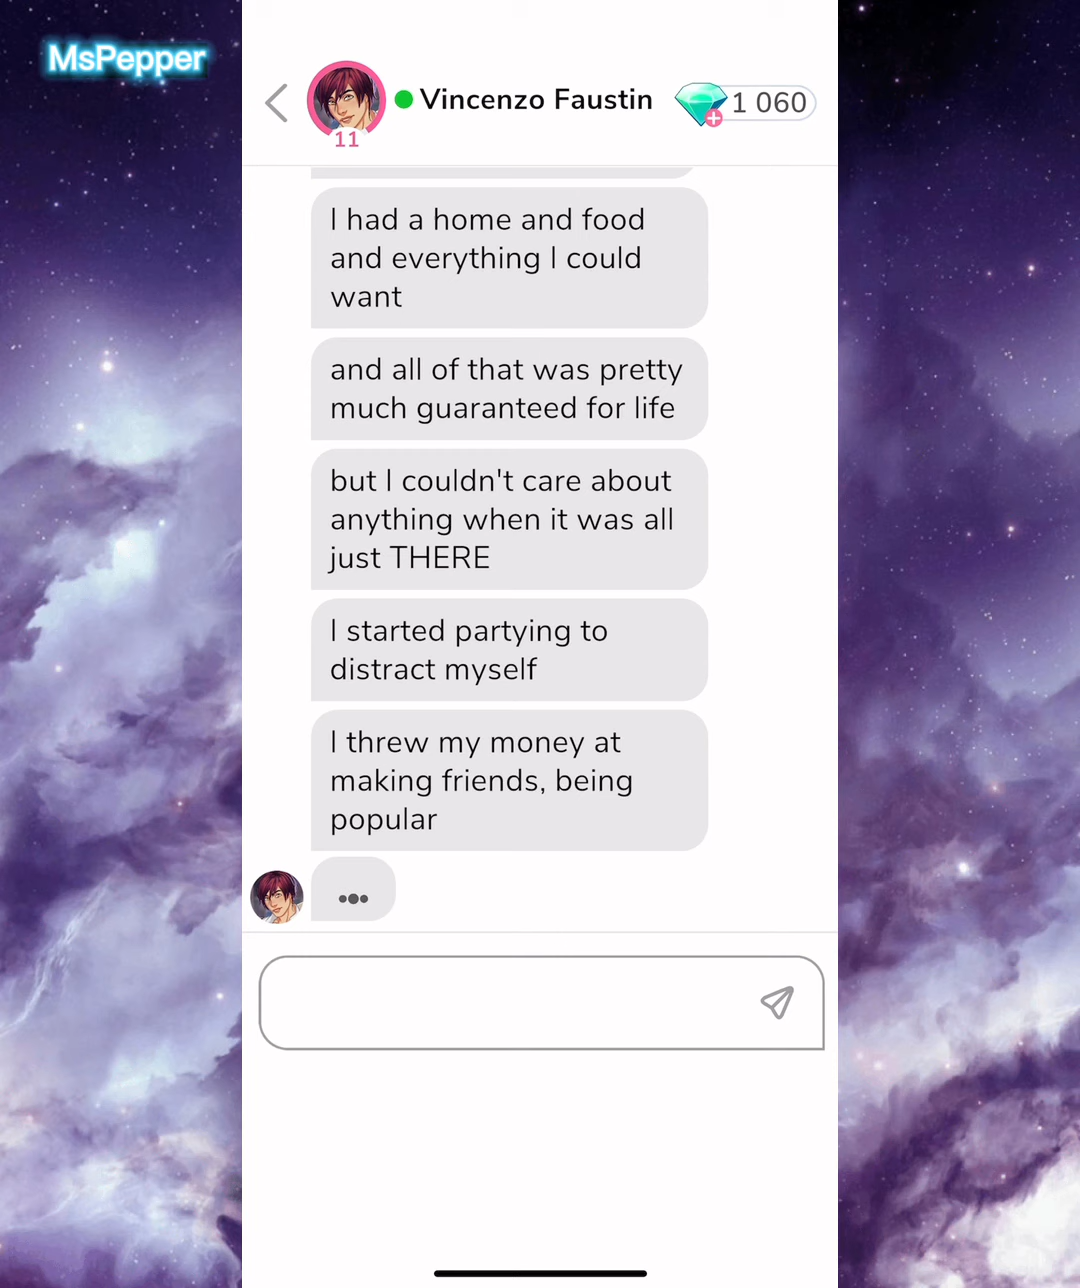 MsPepper
Vincenzo Faustin
1 060
11
I had a home and food
and everything I could
want
and all of that was pretty
much guaranteed for life
but I couldn't care about
anything when it was all
just THERE
I started partying to
distract myself
I threw my money at
making friends, being
popular